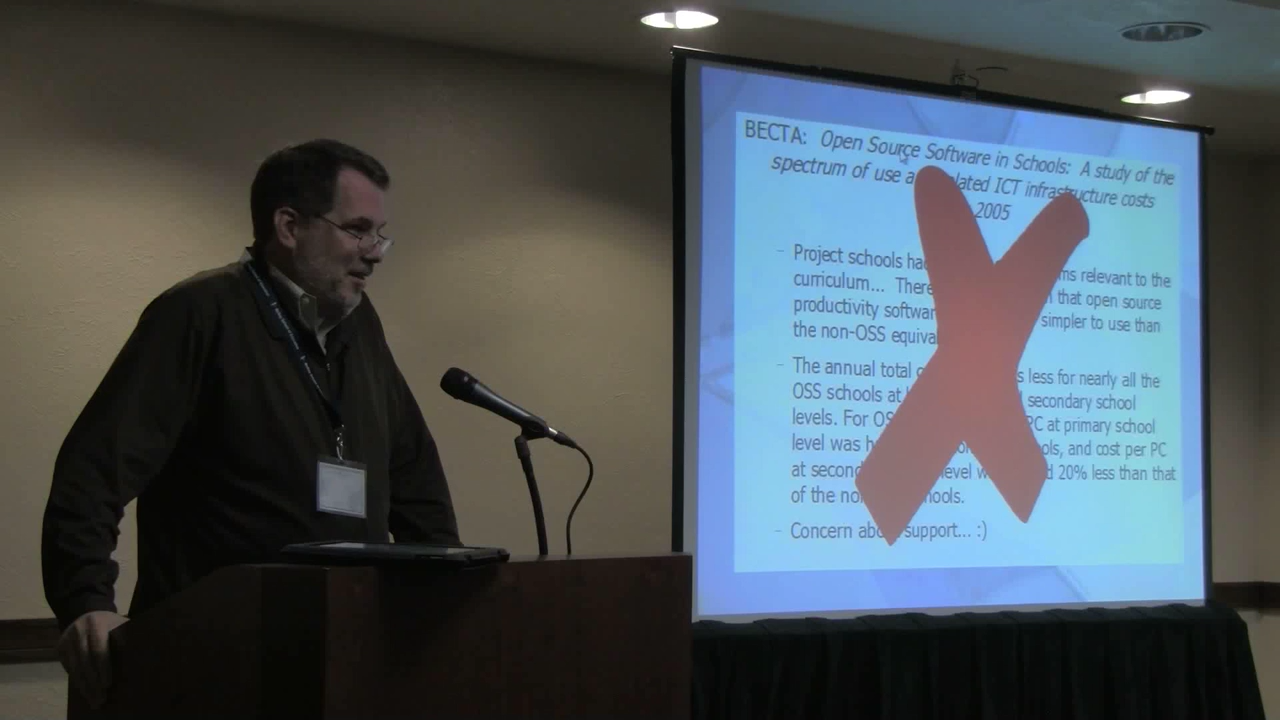 BECTA: Open Source Software in Schools: A study of the
spectrum of use a lated ICT infrastructure costs
2005
– Project schools ha ms relevant to the
curriculum... There that open source
productivity softwar simpler to use than
the non-OSS equiva
– The annual total s less for nearly all the
OSS schools at secondary school
levels. For OS PC at primary school
level was h ols, and cost per PC
at second level w d 20% less than that
of the no hools.
– Concern abo support... :)